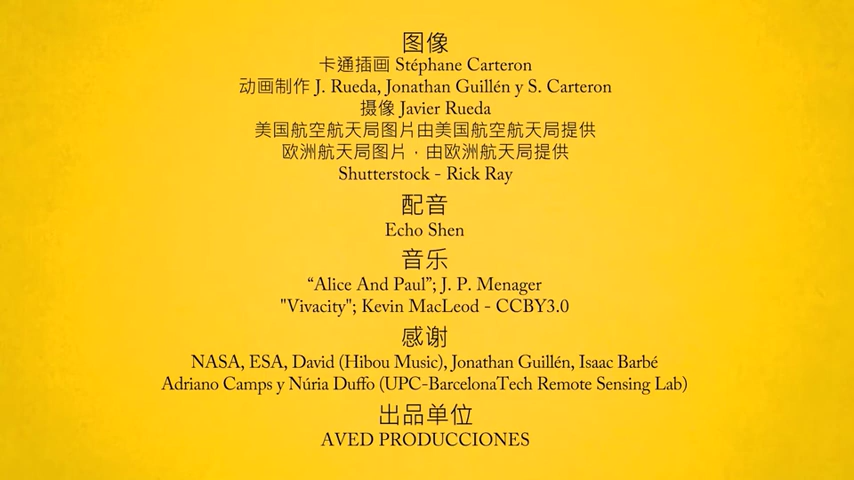 图像
卡通插画 Stéphane Carteron
动画制作 J. Rueda, Jonathan Guillén y S. Carteron
摄像 Javier Rueda
美国航空航天局图片由美国航空航天局提供
欧洲航天局图片，由欧洲航天局提供
Shutterstock - Rick Ray
配音
Echo Shen
音乐
“Alice And Paul”; J. P. Menager
"Vivacity"; Kevin MacLeod - CCBY3.0
感谢
NASA, ESA, David (Hibou Music), Jonathan Guillén, Isaac Barbé
Adriano Camps y Núria Duffo (UPC-BarcelonaTech Remote Sensing Lab)
出品单位
AVED PRODUCCIONES